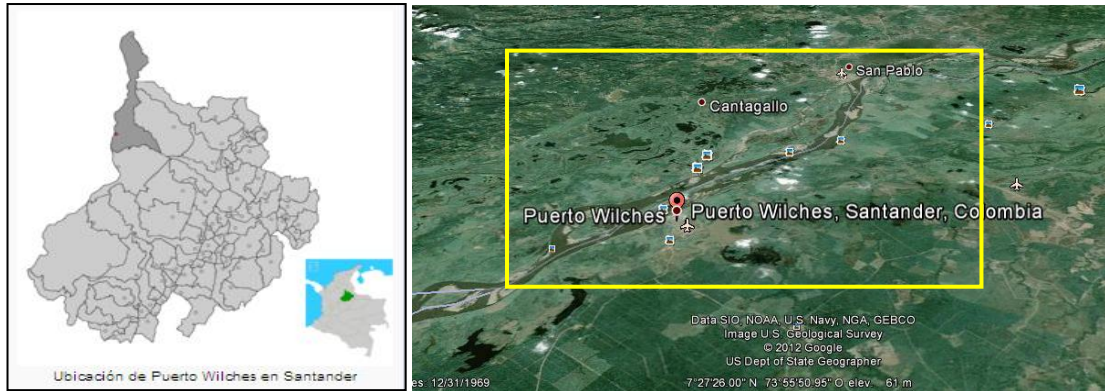 Ubicación de Puerto Wilches en Santander
San Pablo
Cantagallo
Puerto Wilches
Puerto Wilches, Santander, Colombia
Data SIO, NOAA, U.S. Navy, NGA, GEBCO
Image U.S. Geological Survey
© 2012 Google
US Dept of State Geographer
es 12/31/1969
7°27'26.00" N 73°55'50.95" O elev 61 m